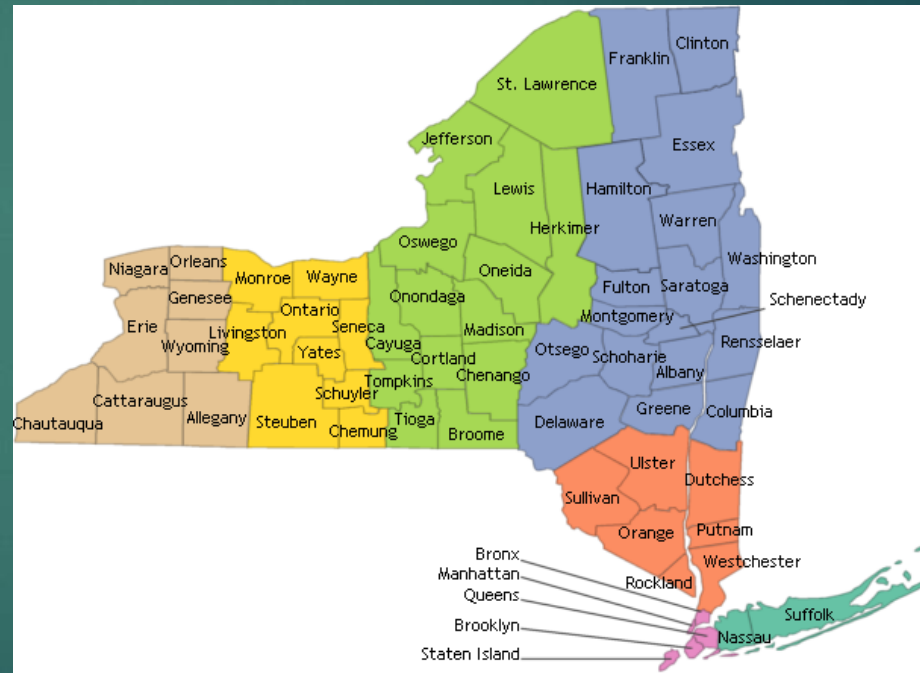 Franklin
Clinton
St. Lawrence
Essex
Jefferson
Lewis
Hamilton
Warren
Herkimer
Oswego
Washington
Niagara
Orleans
Monroe
Wayne
Oneida
Fulton
Saratoga
Schenectady
Genesee
Onondaga
Ontario
Montgomery
Erie
Livingston
Seneca
Madison
Rensselaer
Wyoming
Yates
Cayuga
Cortland
Otsego
Schoharie
Albany
Chenango
Tompkins
Schuyler
Cattaraugus
Allegany
Greene
Columbia
Chautauqua
Steuben
Chemung
Tioga
Broome
Delaware
Ulster
Dutchess
Sullivan
Orange
Putnam
Westchester
Bronx
Manhattan
Rockland
Queens
Suffolk
Brooklyn
Nassau
Staten Island